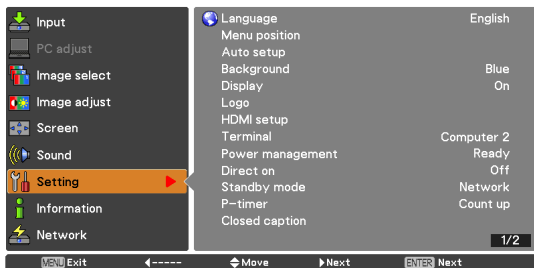 Input
PC adjust
Image select
Image adjust
Screen
Sound
Setting
Information
Network
Language English
Menu position
Auto setup
Background Blue
Display On
Logo
HDMI setup
Terminal Computer 2
Power management Ready
Direct on Off
Standby mode Network
P-timer Count up
Closed caption
1/2
MENU Exit ◀----- Move Next ENTER Next